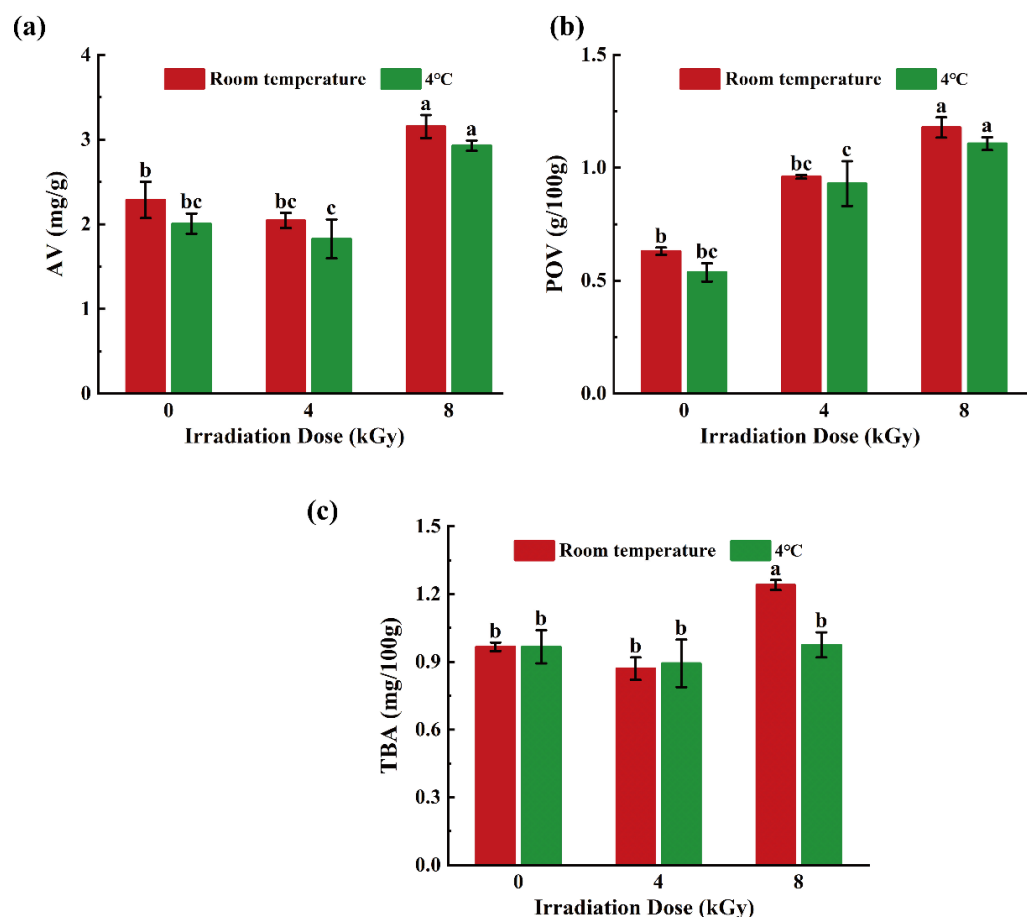 (a)
4
3
2
1
0
AV (mg/g)
Room temperature 4°C
b bc bc c a a
0 4 8
Irradiation Dose (kGy)
(b)
1.5
1.0
0.5
0.0
POV (g/100g)
Room temperature 4°C
b bc bc c a a
0 4 8
Irradiation Dose (kGy)
(c)
1.5
1.2
0.9
0.6
0.3
0.0
TBA (mg/100g)
Room temperature 4°C
b b b b a b
0 4 8
Irradiation Dose (kGy)